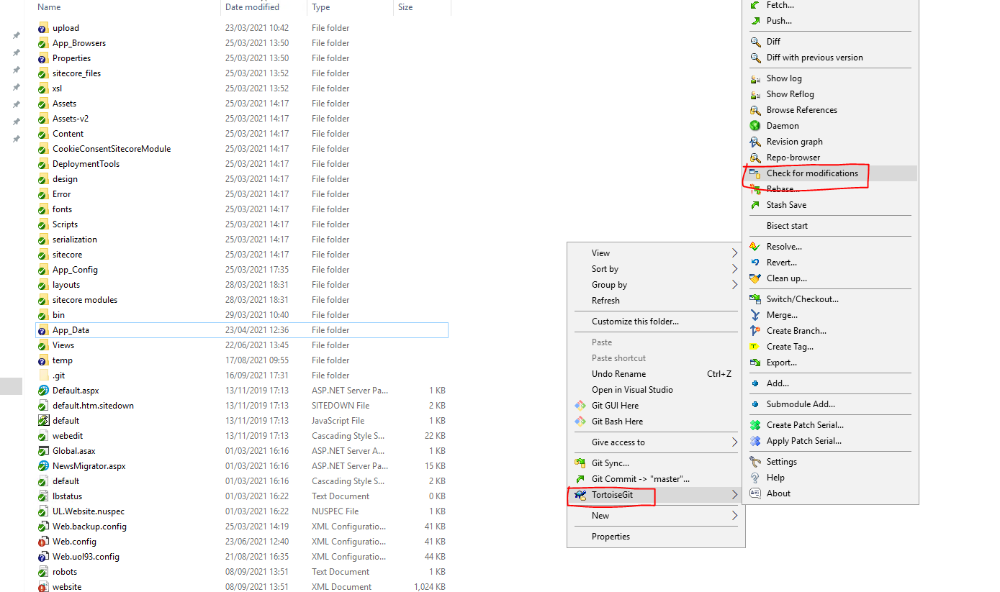 Name Date modified Type Size
upload 23/03/2021 10:42 File folder
App_Browsers 25/03/2021 13:50 File folder
Properties 25/03/2021 13:50 File folder
sitecore_files 25/03/2021 13:52 File folder
xsl 25/03/2021 13:52 File folder
Assets 25/03/2021 14:17 File folder
Assets-v2 25/03/2021 14:17 File folder
Content 25/03/2021 14:17 File folder
CookieConsentSitecoreModule 25/03/2021 14:17 File folder
DeploymentTools 25/03/2021 14:17 File folder
design 25/03/2021 14:17 File folder
Error 25/03/2021 14:17 File folder
fonts 25/03/2021 14:17 File folder
Scripts 25/03/2021 14:17 File folder
serialization 25/03/2021 14:17 File folder
sitecore 25/03/2021 14:17 File folder
App_Config 25/03/2021 17:35 File folder
layouts 28/03/2021 18:31 File folder
sitecore modules 28/03/2021 18:31 File folder
bin 29/03/2021 10:40 File folder
App_Data 23/04/2021 12:36 File folder
Views 22/06/2021 13:45 File folder
temp 17/08/2021 09:55 File folder
.git 16/09/2021 17:31 File folder
Default.aspx 13/11/2019 17:13 ASP.NET Server Pa... 1 KB
default.htm.sitedown 13/11/2019 17:13 SITEDOWN File 2 KB
default 13/11/2019 17:13 JavaScript File 1 KB
webedit 13/11/2019 17:13 Cascading Style S... 22 KB
Global.asax 01/03/2021 16:16 ASP.NET Server A... 1 KB
NewsMigrator.aspx 01/03/2021 16:16 ASP.NET Server Pa... 15 KB
default 01/03/2021 16:16 Cascading Style S... 2 KB
lbstatus 01/03/2021 16:22 Text Document 0 KB
UL.Website.nuspec 01/03/2021 16:22 NUSPEC File 1 KB
Web.backup.config 25/03/2021 14:19 XML Configuratio... 41 KB
Web.config 23/06/2021 12:40 XML Configuratio... 41 KB
Web.uol93.config 21/08/2021 16:35 XML Configuratio... 44 KB
robots 08/09/2021 13:51 Text Document 1 KB
website 08/09/2021 13:51 XML Document 1,024 KB
View
Sort by
Group by
Refresh
Customize this folder...
Paste
Paste shortcut
Undo Rename Ctrl+Z
Open in Visual Studio
Git GUI Here
Git Bash Here
Give access to
Git Sync...
Git Commit -> "master"...
TortoiseGit
New
Properties
Fetch...
Push...
Diff
Diff with previous version
Show log
Show Reflog
Browse References
Daemon
Revision graph
Repo-browser
Check for modifications
Rebase...
Stash Save
Bisect start
Resolve...
Revert...
Clean up...
Switch/Checkout...
Merge...
Create Branch...
Create Tag...
Export...
Add...
Submodule Add...
Create Patch Serial...
Apply Patch Serial...
Settings
Help
About